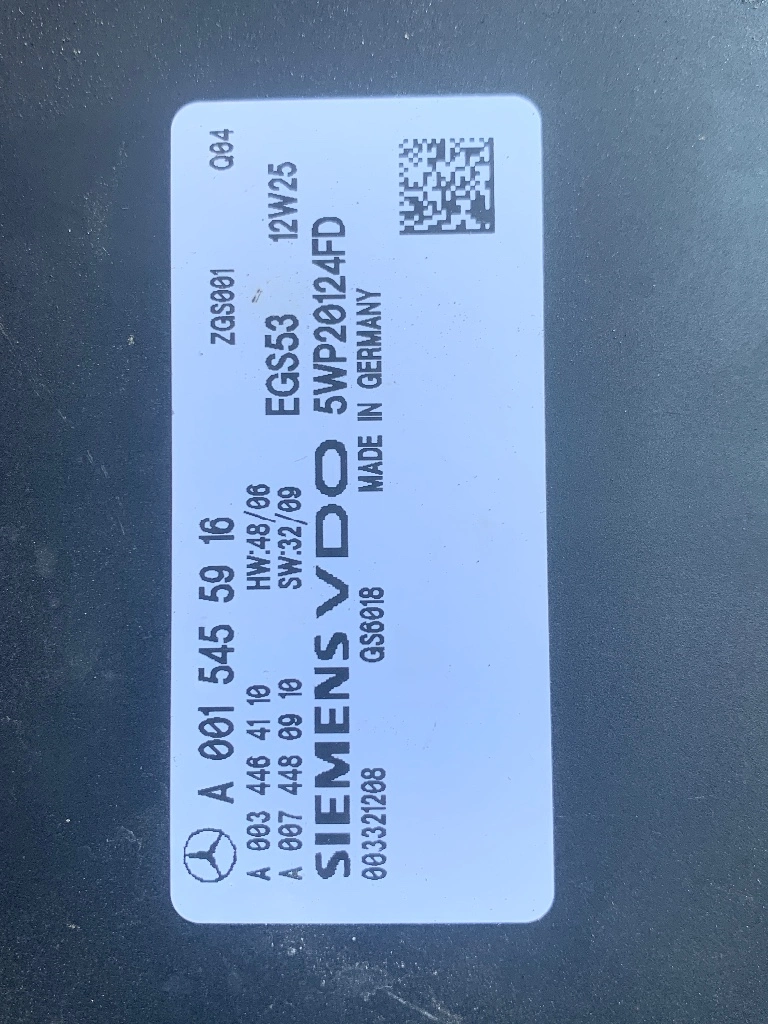 A 001 545 59 16 ZGS001 Q04
A 003 446 41 10 HW:48/06
A 007 448 09 10 SW:32/09 EGS53 12W25
SIEMENS VDO 5WP20124FD
003321208 QS6018 MADE IN GERMANY